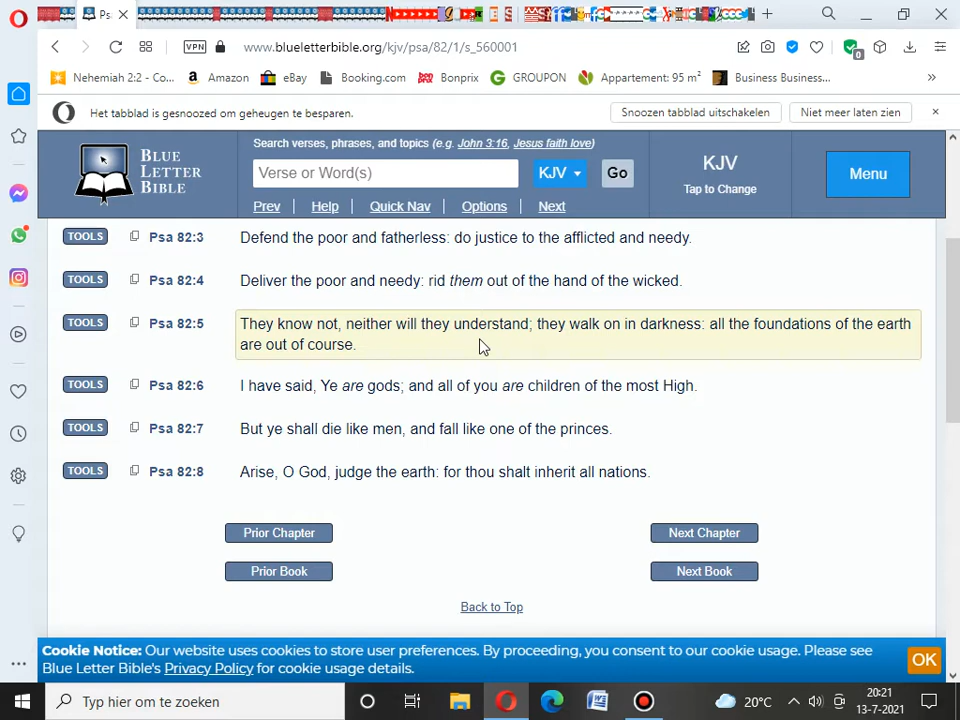 Ps
VPN
www.blueletterbible.org/kjv/psa/82/1/s_560001
0
Nehemiah 2:2 - Co...
Amazon
eBay
Booking.com
Bonprix
GROUPON
Appartement: 95 m²
Business Business...
»
Het tabblad is gesnoozed om geheugen te besparen.
Snoozen tabblad uitschakelen
Niet meer laten zien
BLUE
LETTER
BIBLE
Search verses, phrases, and topics (e.g. John 3:16, Jesus faith love)
Verse or Word(s)
KJV
Go
Prev
Help
Quick Nav
Options
Next
KJV
Tap to Change
Menu
TOOLS Psa 82:3 Defend the poor and fatherless: do justice to the afflicted and needy.
TOOLS Psa 82:4 Deliver the poor and needy: rid them out of the hand of the wicked.
TOOLS Psa 82:5 They know not, neither will they understand; they walk on in darkness: all the foundations of the earth
are out of course.
TOOLS Psa 82:6 I have said, Ye are gods; and all of you are children of the most High.
TOOLS Psa 82:7 But ye shall die like men, and fall like one of the princes.
TOOLS Psa 82:8 Arise, O God, judge the earth: for thou shalt inherit all nations.
Prior Chapter
Next Chapter
Prior Book
Next Book
Back to Top
Cookie Notice: Our website uses cookies to store user preferences. By proceeding, you consent to our cookie usage. Please see
Blue Letter Bible's Privacy Policy for cookie usage details.
OK
Typ hier om te zoeken
20°C
20:21
13-7-2021